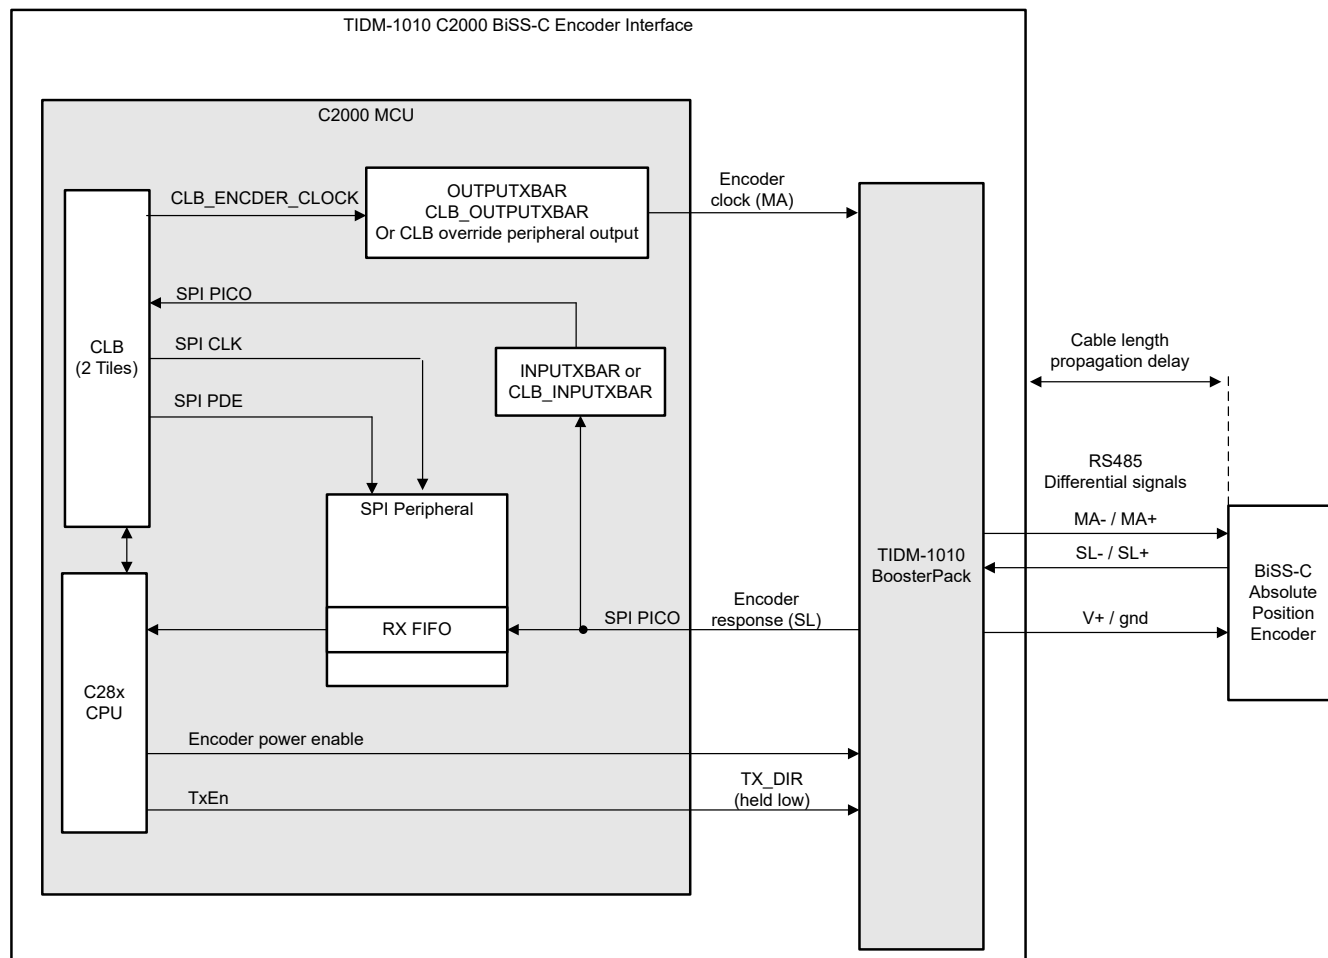 TIDM-1010 C2000 BiSS-C Encoder Interface
C2000 MCU
CLB_ENCDER_CLOCK
OUTPUTXBAR
CLB_OUTPUTXBAR
Or CLB override peripheral output
Encoder
clock (MA)
SPI PICO
SPI CLK
SPI PDE
CLB
(2 Tiles)
INPUTXBAR or
CLB_INPUTXBAR
Cable length
propagation delay
SPI Peripheral
RX FIFO
SPI PICO
Encoder
response (SL)
RS485
Differential signals
MA- / MA+
SL- / SL+
V+ / gnd
TIDM-1010
BoosterPack
BiSS-C
Absolute
Position
Encoder
C28x
CPU
Encoder power enable
TxEn
TX_DIR
(held low)